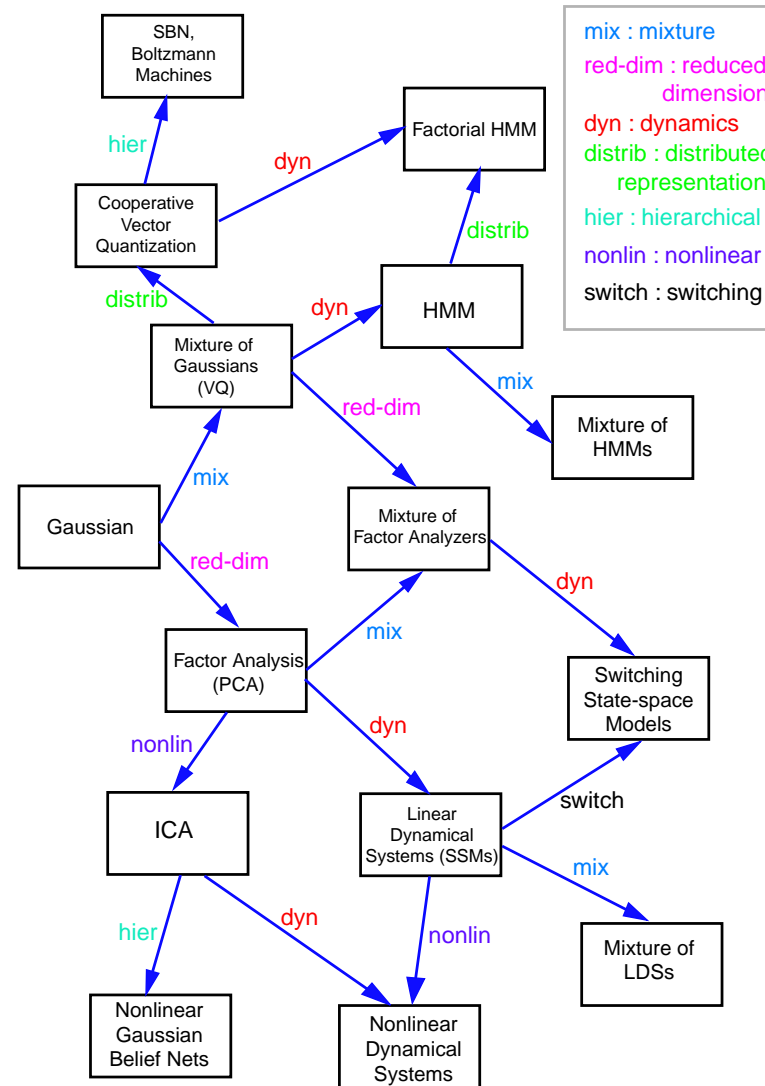 SBN,
Boltzmann
Machines
mix : mixture
red-dim : reduced
dimension
dyn : dynamics
distrib : distributed
representation
hier : hierarchical
nonlin : nonlinear
switch : switching
Factorial HMM
hier
dyn
Cooperative
Vector
Quantization
distrib
distrib
dyn
HMM
Mixture of
Gaussians
(VQ)
mix
red-dim
Mixture of
HMMs
mix
Gaussian
Mixture of
Factor Analyzers
red-dim
dyn
mix
Factor Analysis
(PCA)
Switching
State-space
Models
dyn
nonlin
switch
ICA
Linear
Dynamical
Systems (SSMs)
mix
dyn
hier
nonlin
Mixture of
LDSs
Nonlinear
Gaussian
Belief Nets
Nonlinear
Dynamical
Systems